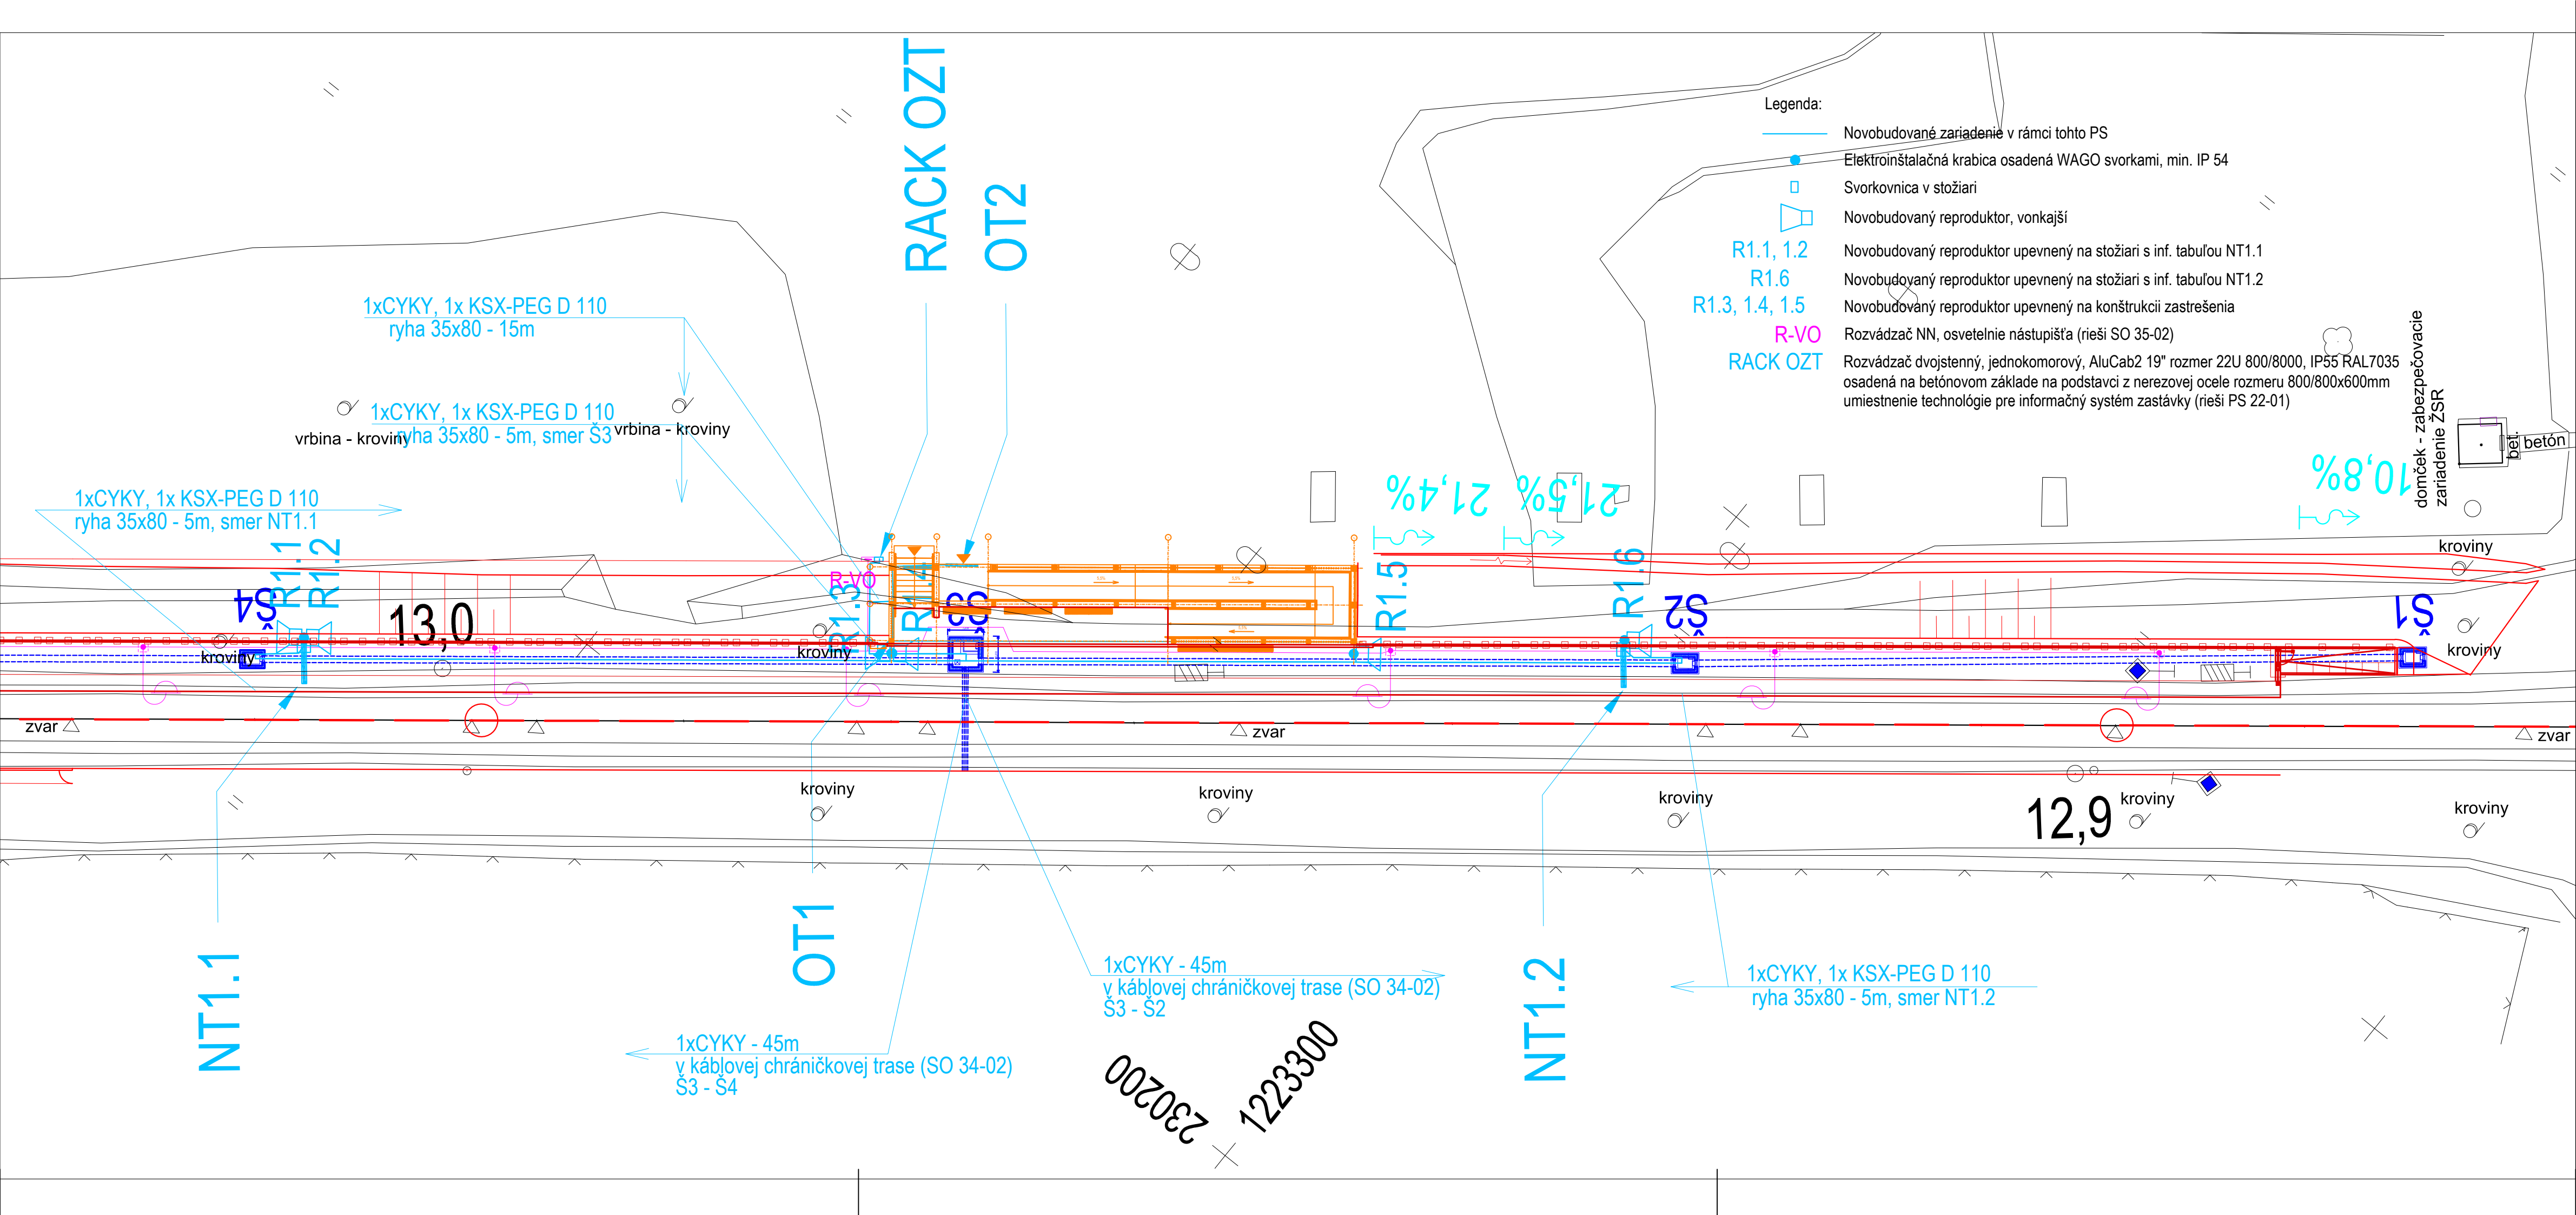 RACK OZT
OT2
Legenda:
Novobudované zariadenie v rámci tohto PS
Elektroinštalačná krabica osadená WAGO svorkami, min. IP 54
Svorkovnica v stožiari
Novobudovaný reproduktor, vonkajší
R1.1, 1.2 Novobudovaný reproduktor upevnený na stožiari s inf. tabuľou NT1.1
R1.6 Novobudovaný reproduktor upevnený na stožiari s inf. tabuľou NT1.2
R1.3, 1.4, 1.5 Novobudovaný reproduktor upevnený na konštrukcii zastrešenia
R-VO Rozvádzač NN, osvetelnie nástupišťa (rieši SO 35-02)
RACK OZT Rozvádzač dvojstenný, jednokomorový, AluCab2 19" rozmer 22U 800/8000, IP55 RAL7035
osadená na betónovom základe na podstavci z nerezovej ocele rozmeru 800/800x600mm
umiestnenie technológie pre informačný systém zastávky (rieši PS 22-01)
1xCYKY, 1x KSX-PEG D 110
ryha 35x80 - 15m
1xCYKY, 1x KSX-PEG D 110
ryha 35x80 - 5m, smer Š3
vrbina - kroviny
vrbina - kroviny
1xCYKY, 1x KSX-PEG D 110
ryha 35x80 - 5m, smer NT1.1
domček - zabezpečovacie
zariadenie ŽSR
bet.
betón
21,4%
21,5%
10,8%
kroviny
R1.1
R1.2
Š4
13,0
R-VO
R1.3
R1.4
Š3
R1.5
R1.6
Š2
Š1
kroviny
kroviny
kroviny
zvar
zvar
zvar
kroviny
kroviny
kroviny
12,9
kroviny
kroviny
NT1.1
OT1
NT1.2
1xCYKY - 45m
v káblovej chráničkovej trase (SO 34-02)
Š3 - Š2
1xCYKY, 1x KSX-PEG D 110
ryha 35x80 - 5m, smer NT1.2
1xCYKY - 45m
v káblovej chráničkovej trase (SO 34-02)
Š3 - Š4
230200
1223300